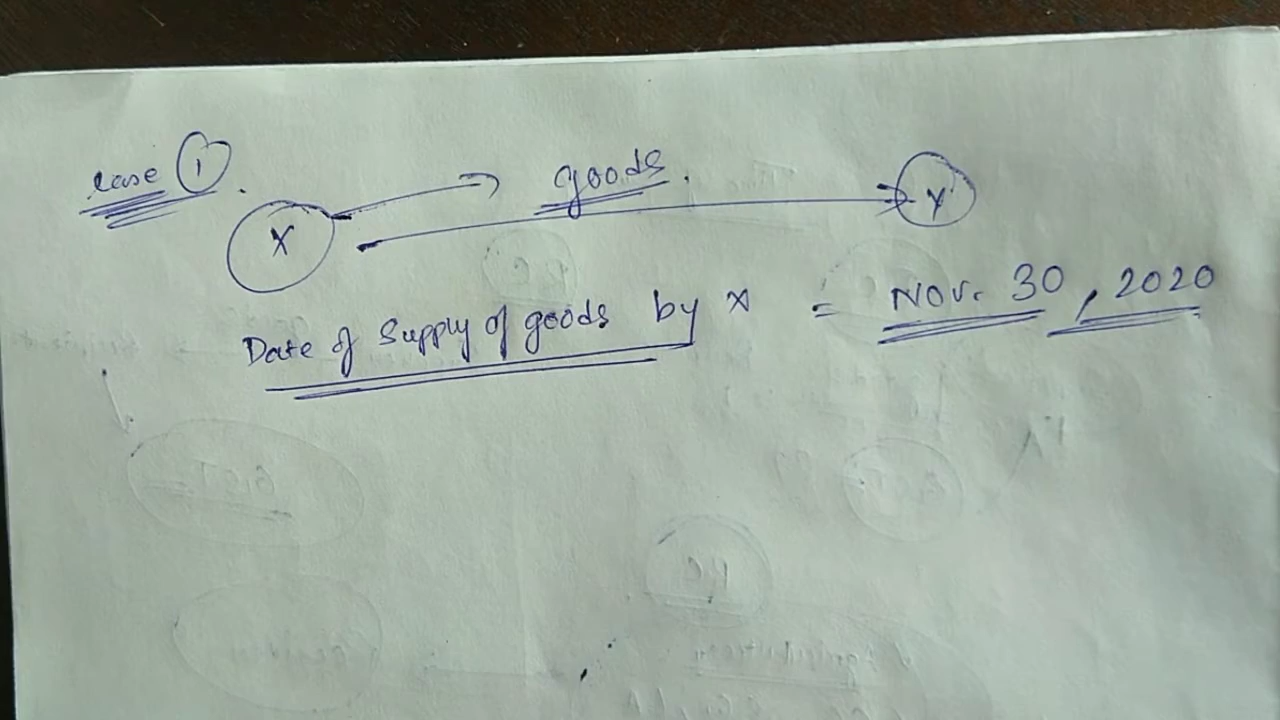 case 1.
X goods. Y
Date of Supply of goods by X = NOV. 30, 2020